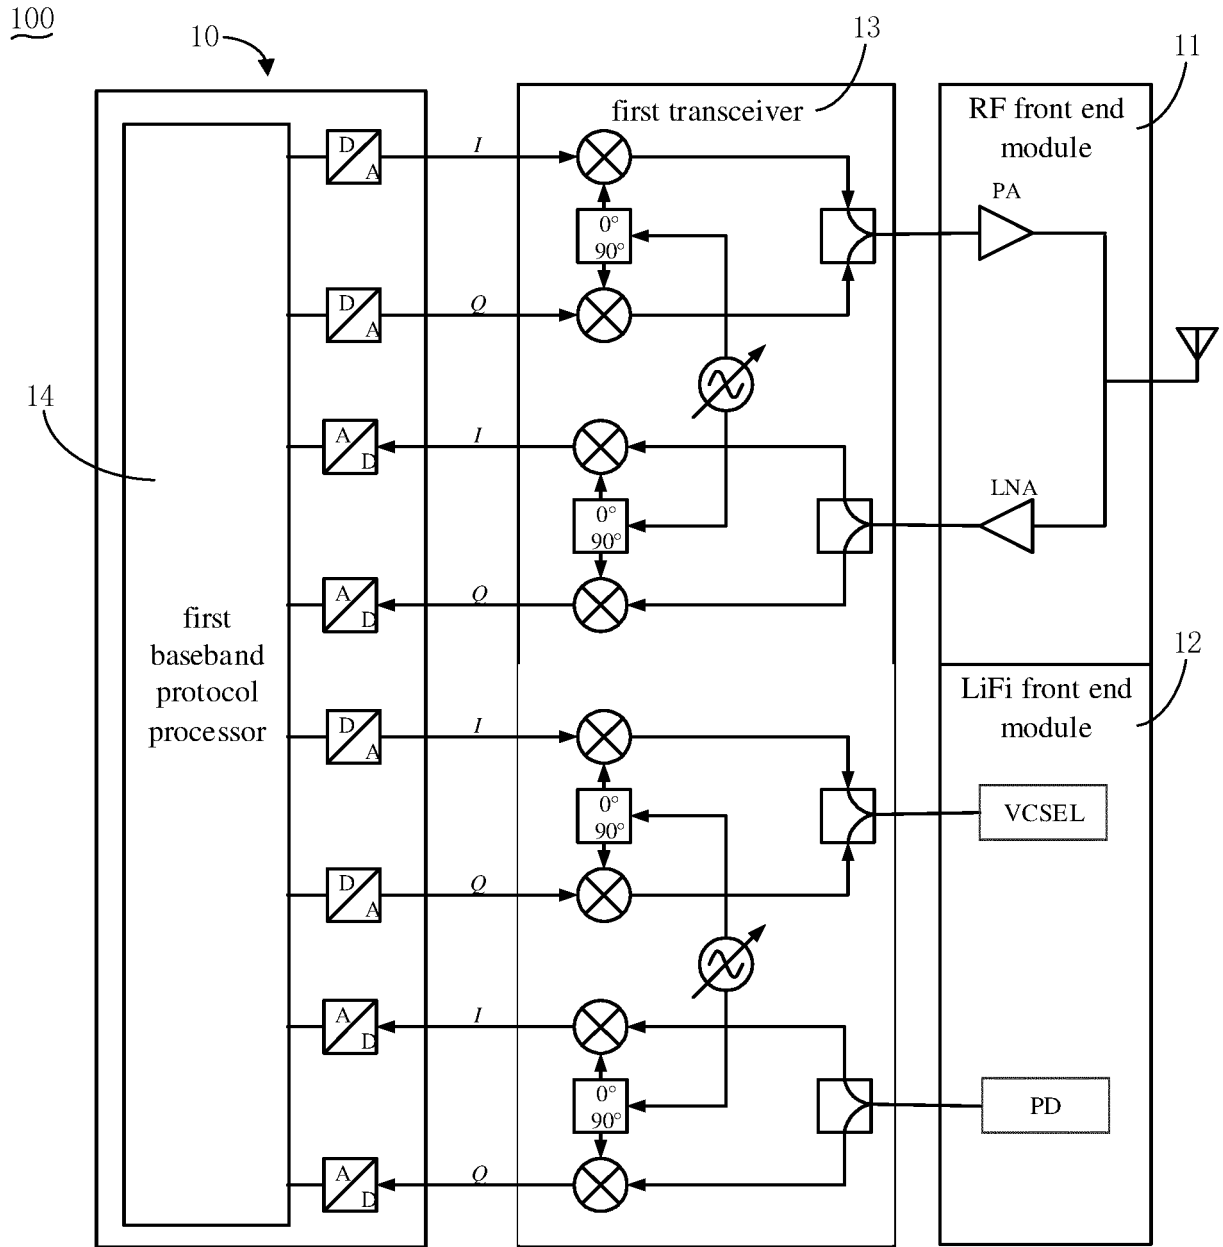 100
10
13
11
first transceiver
RF front end
module
D
A
I
PA
0°
90°
D
A
Q
14
A
D
I
LNA
0°
90°
A
D
Q
first
baseband
protocol
processor
12
LiFi front end
module
D
A
I
0°
90°
VCSEL
D
A
Q
A
D
I
0°
90°
PD
A
D
Q